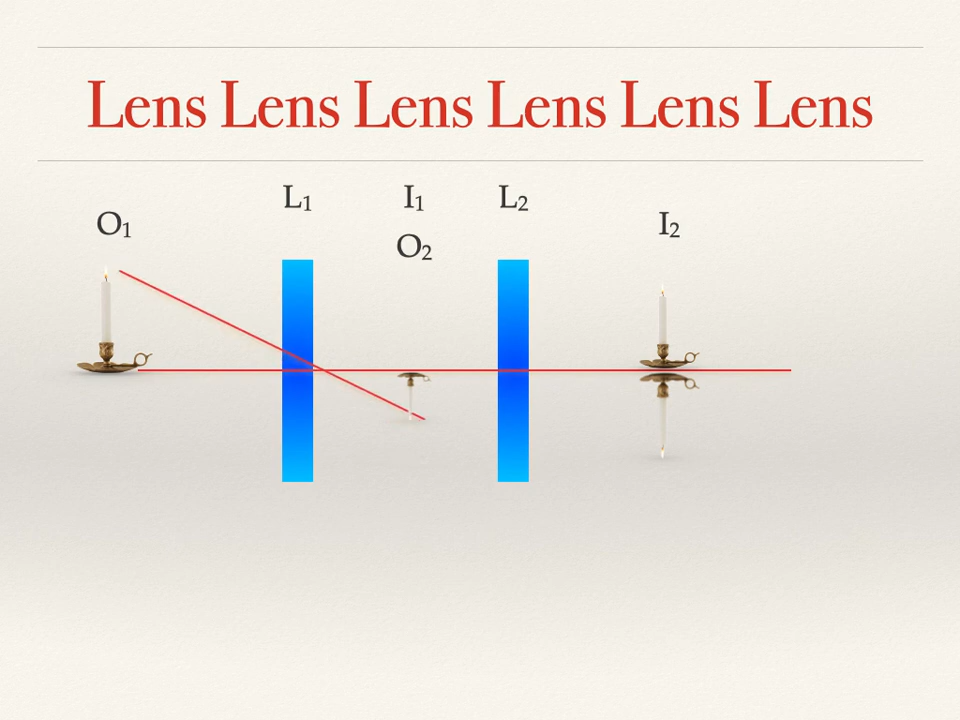 Lens Lens Lens Lens Lens Lens
L₁ I₁ L₂
O₁ I₂
O₂